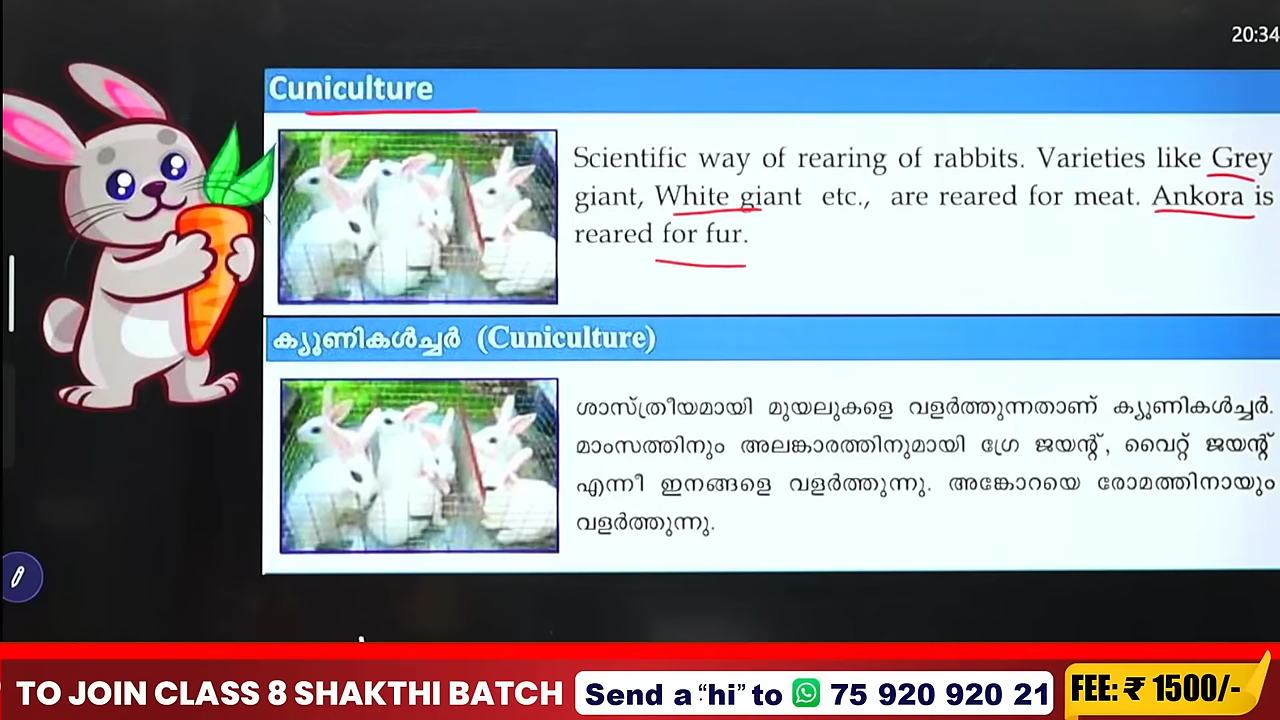 20:34
Cuniculture
Scientific way of rearing of rabbits. Varieties like Grey
giant, White giant etc., are reared for meat. Ankora is
reared for fur.
ക്യൂണികൾച്ചർ (Cuniculture)
ശാസ്ത്രീയമായി മുയലുകളെ വളർത്തുന്നതാണ് ക്യൂണികൾച്ചർ.
മാംസത്തിനും അലങ്കാരത്തിനുമായി ഗ്രേ ജയന്റ്, വൈറ്റ് ജയന്റ്
എന്നീ ഇനങ്ങളെ വളർത്തുന്നു. അങ്കോറയെ രോമത്തിനായും
വളർത്തുന്നു.
TO JOIN CLASS 8 SHAKTHI BATCH Send a “hi” to 75 920 920 21 FEE: ₹ 1500/-